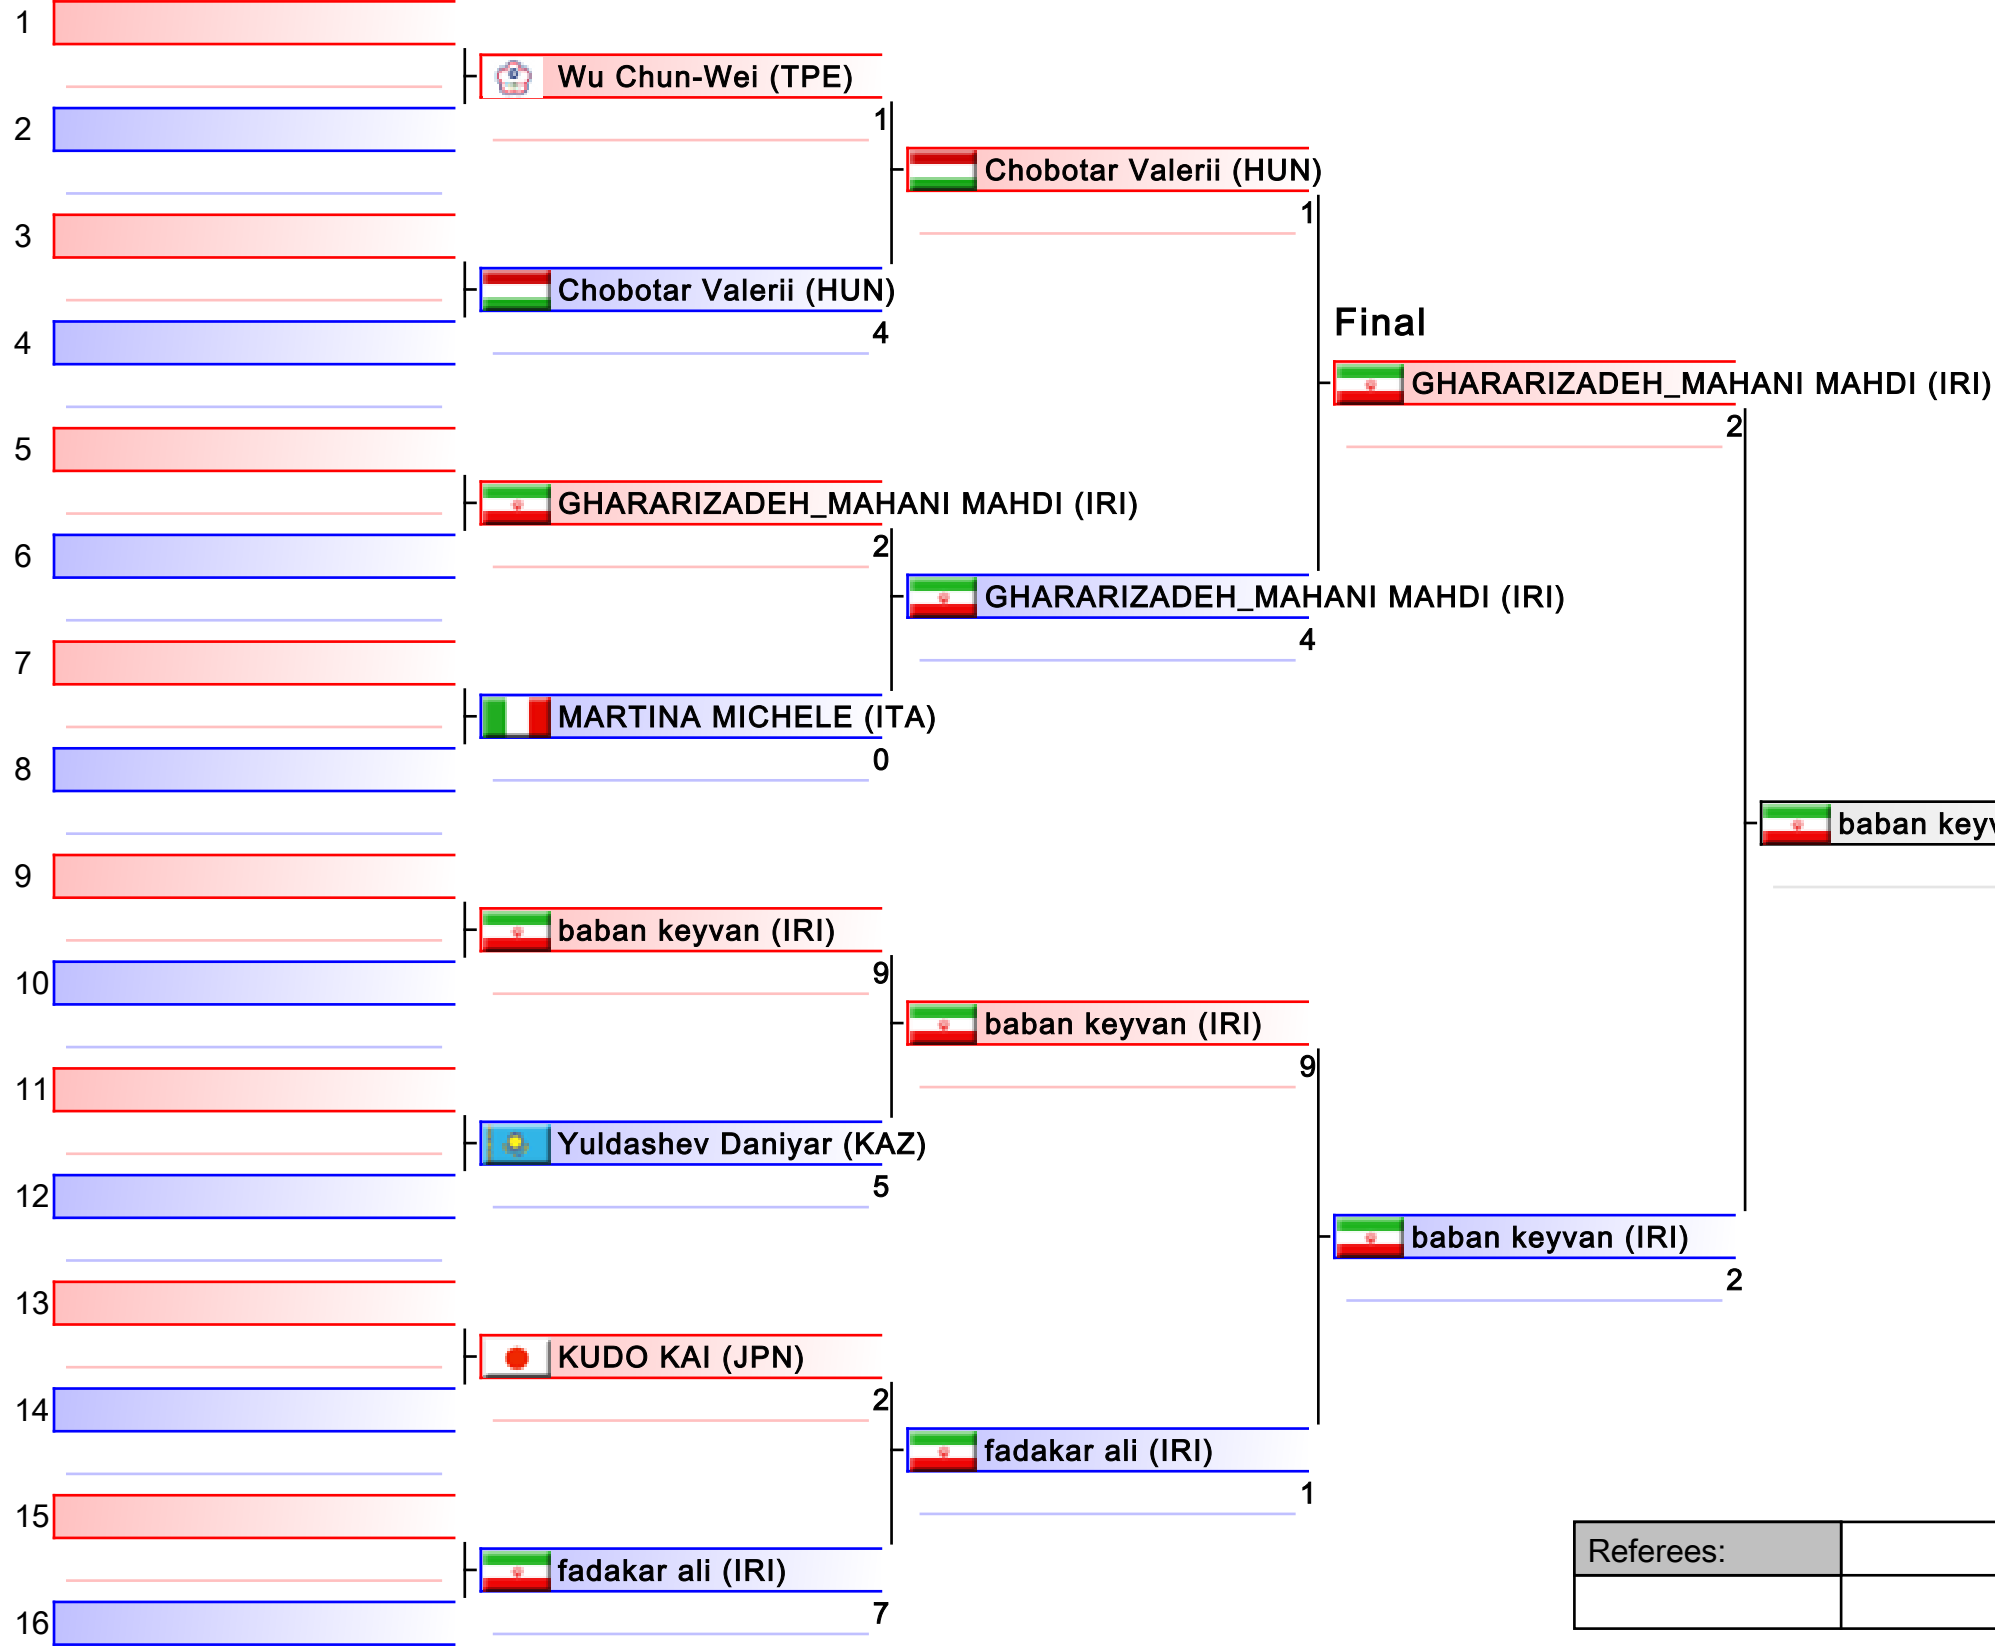 1
Wu Chun-Wei (TPE)
1
2
Chobotar Valerii (HUN)
1
3
Chobotar Valerii (HUN)
4
4
Final
GHARARIZADEH_MAHANI MAHDI (IRI)
2
5
GHARARIZADEH_MAHANI MAHDI (IRI)
2
6
GHARARIZADEH_MAHANI MAHDI (IRI)
4
7
MARTINA MICHELE (ITA)
0
8
baban keyv
9
baban keyvan (IRI)
9
10
baban keyvan (IRI)
9
11
Yuldashev Daniyar (KAZ)
5
12
baban keyvan (IRI)
2
13
KUDO KAI (JPN)
2
14
fadakar ali (IRI)
1
15
Referees:
fadakar ali (IRI)
7
16